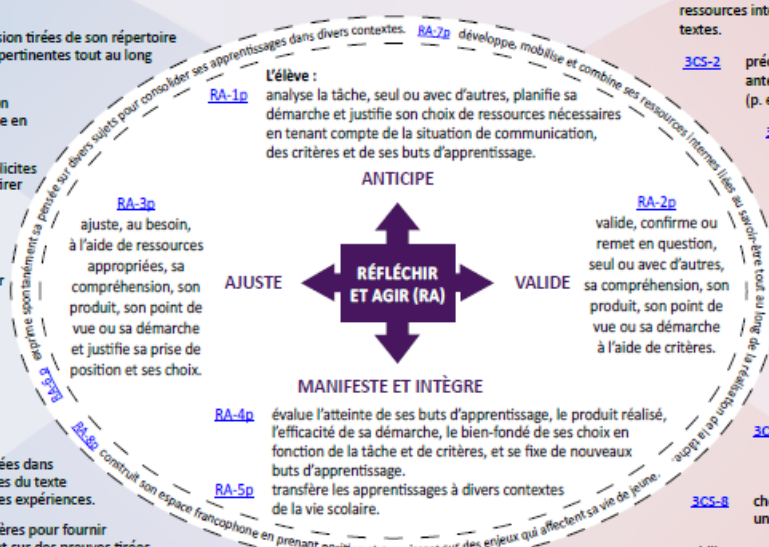 sion tirées de son répertoire
pertinentes tout au long
n
e en
licites
irer
r
ées dans
es du texte
es expériences.
ères pour fournir
t sur des preuves tirées
RA-6p exprime spontanément sa pensée sur divers sujets pour consolider ses apprentissages dans divers contextes.
RA-7p développe, mobilise et combine ses ressources internes liées au savoir-être tout au long de la réalisation de la tâche.
L'élève :
RA-1p analyse la tâche, seul ou avec d'autres, planifie sa
démarche et justifie son choix de ressources nécessaires
en tenant compte de la situation de communication,
des critères et de ses buts d'apprentissage.
ANTICIPE
RA-3p
ajuste, au besoin,
à l'aide de ressources
appropriées, sa
compréhension, son
produit, son point de
vue ou sa démarche
et justifie sa prise de
position et ses choix.
AJUSTE
RÉFLÉCHIR
ET AGIR (RA)
VALIDE
RA-2p
valide, confirme ou
remet en question,
seul ou avec d'autres,
sa compréhension, son
produit, son point de
vue ou sa démarche
à l'aide de critères.
MANIFESTE ET INTÈGRE
RA-4p évalue l'atteinte de ses buts d'apprentissage, le produit réalisé,
l'efficacité de sa démarche, le bien-fondé de ses choix en
fonction de la tâche et de critères, et se fixe de nouveaux
buts d'apprentissage.
RA-5p transfère les apprentissages à divers contextes
de la vie scolaire.
RA-8p construit son espace francophone en prenant sur des enjeux qui affectent sa vie de jeune.
ressources inte
textes.
3CS-2 pré
ante
(p. e
3
3C
3CS-8 ch
un